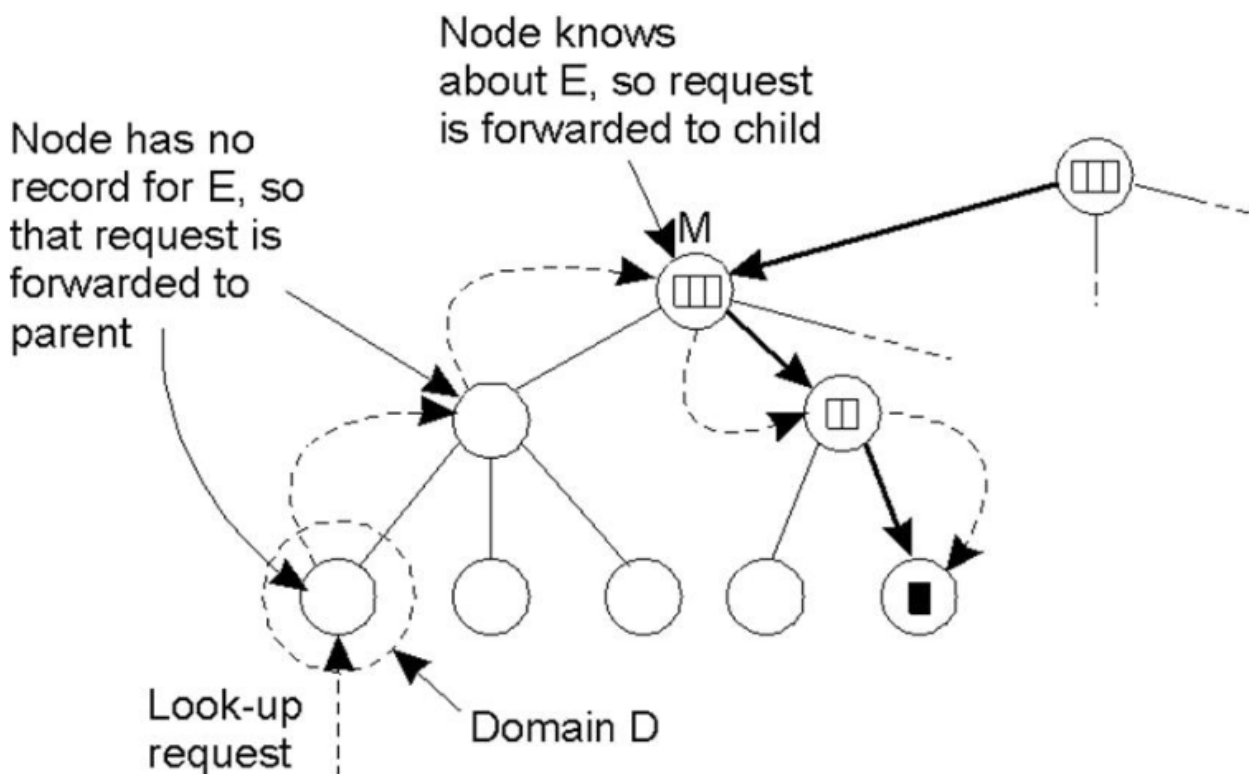 Node knows
about E, so request
is forwarded to child
Node has no
record for E, so
that request is
forwarded to
parent
M
Look-up
request
Domain D